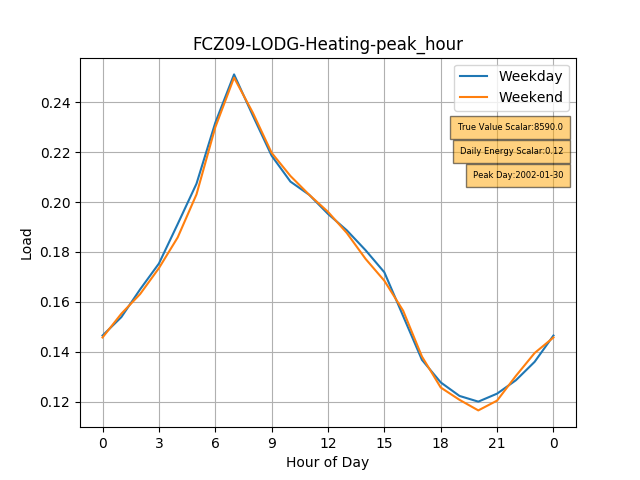 FCZ09-LODG-Heating-peak_hour
Weekday
Weekend
True Value Scalar:8590.0
Daily Energy Scalar:0.12
Peak Day:2002-01-30
Load
0.24
0.22
0.20
0.18
0.16
0.14
0.12
0 3 6 9 12 15 18 21 0
Hour of Day